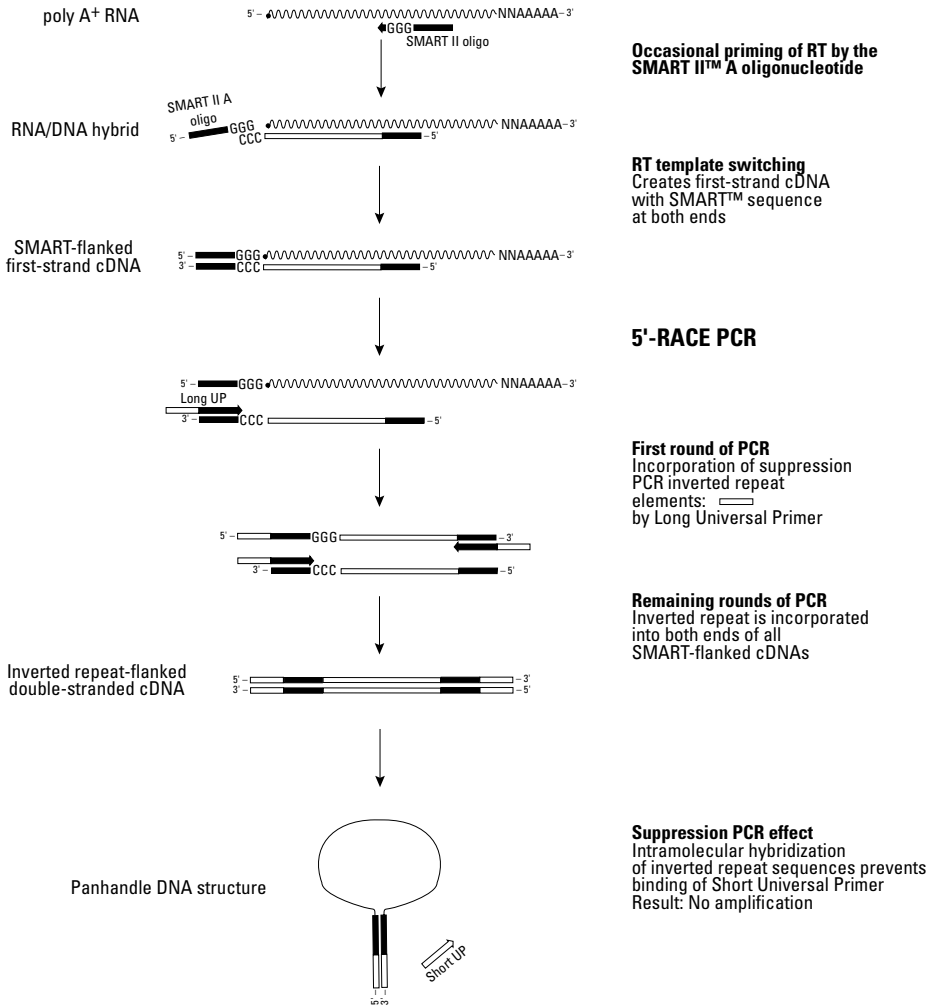 poly A+ RNA
5' – NNAAAAA– 3'
GGG
SMART II oligo
Occasional priming of RT by the
SMART II™ A oligonucleotide
SMART II A
oligo
RNA/DNA hybrid
5' – GGG NNAAAAA– 3'
CCC – 5'
RT template switching
Creates first-strand cDNA
with SMART™ sequence
at both ends
SMART-flanked
first-strand cDNA
5' – GGG NNAAAAA– 3'
3' – CCC – 5'
5'-RACE PCR
5' – GGG NNAAAAA– 3'
Long UP
3' – CCC – 5'
First round of PCR
Incorporation of suppression
PCR inverted repeat
elements:
by Long Universal Primer
5' – GGG – 3'
3' – CCC – 5'
Remaining rounds of PCR
Inverted repeat is incorporated
into both ends of all
SMART-flanked cDNAs
Inverted repeat-flanked
double-stranded cDNA
5' – – 3'
3' – – 5'
Suppression PCR effect
Intramolecular hybridization
of inverted repeat sequences prevents
binding of Short Universal Primer
Result: No amplification
Panhandle DNA structure
Short UP
5' 3'